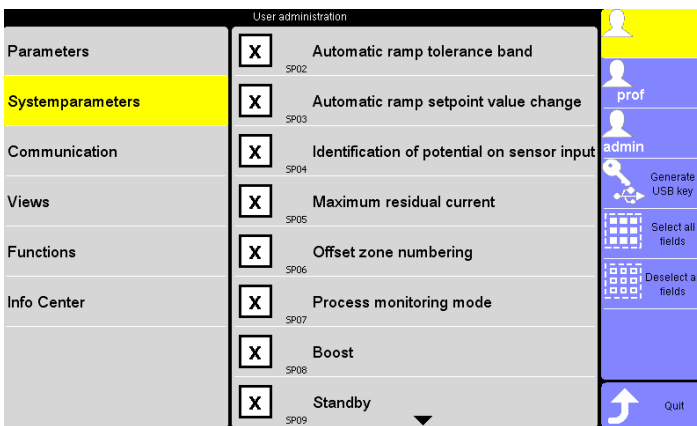 User administration
Parameters
Systemparameters
Communication
Views
Functions
Info Center
X
SP02
Automatic ramp tolerance band
X
SP03
Automatic ramp setpoint value change
X
SP04
Identification of potential on sensor input
X
SP05
Maximum residual current
X
SP06
Offset zone numbering
X
SP07
Process monitoring mode
X
SP08
Boost
X
SP09
Standby
prof
admin
Generate
USB key
Select all
fields
Deselect a
fields
Quit